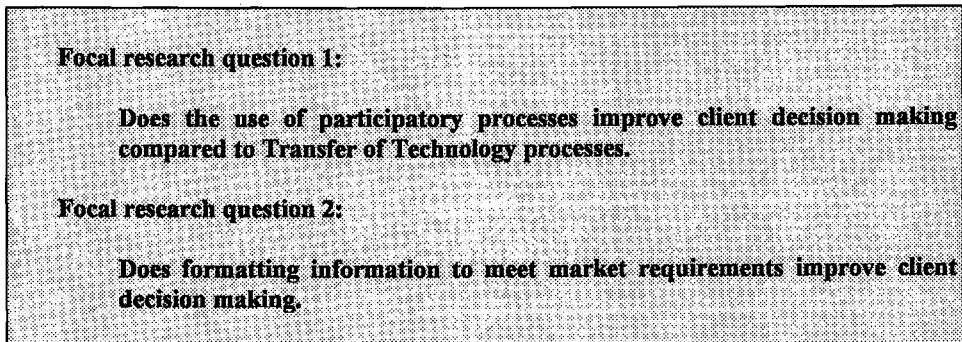 Focal research question 1:
Does the use of participatory processes improve client decision making
compared to Transfer of Technology processes.
Focal research question 2:
Does formatting information to meet market requirements improve client
decision making.